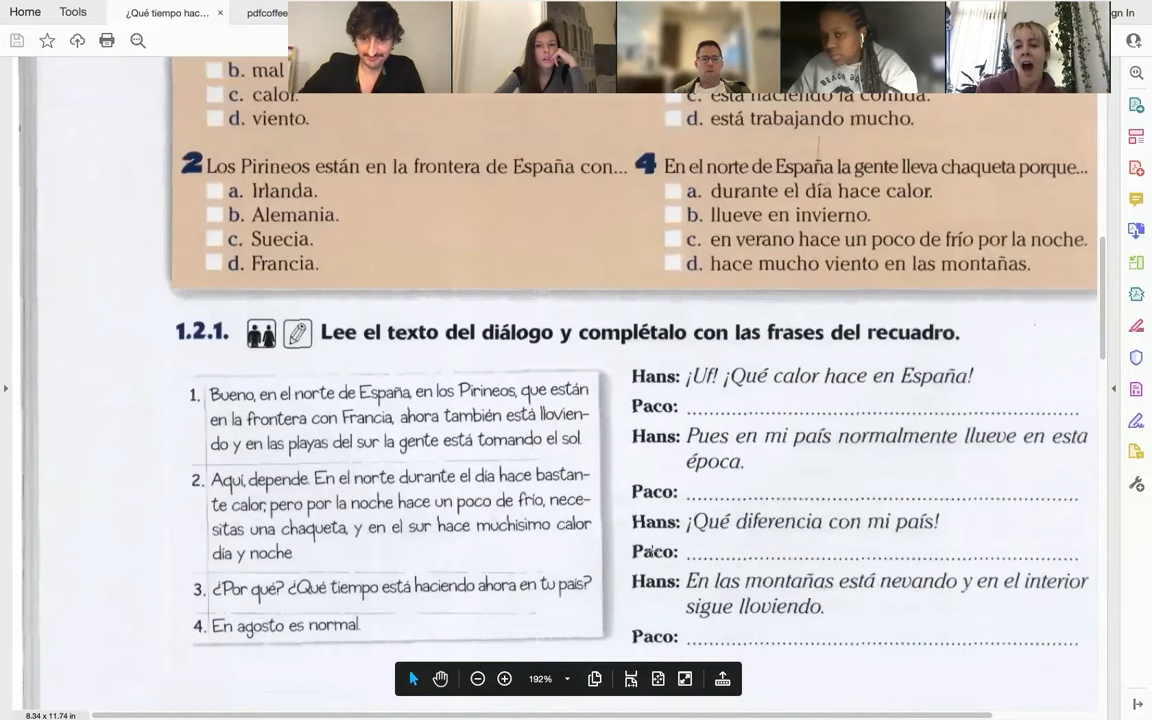 Home
Tools
¿Qué tiempo hac...
×
pdfcoffee
gn In
BEACH
b. mal
c. calor.
d. viento.
c. está haciendo la comida.
d. está trabajando mucho.
2 Los Pirineos están en la frontera de España con...
a. Irlanda.
b. Alemania.
c. Suecia.
d. Francia.
4 En el norte de España la gente lleva chaqueta porque...
a. durante el día hace calor.
b. llueve en invierno.
c. en verano hace un poco de frío por la noche.
d. hace mucho viento en las montañas.
1.2.1. Lee el texto del diálogo y complétalo con las frases del recuadro.
1. Bueno, en el norte de España, en los Pirineos, que están
en la frontera con Francia, ahora también está llovien-
do y en las playas del sur la gente está tomando el sol.
2. Aquí, depende. En el norte durante el día hace bastan-
te calor, pero por la noche hace un poco de frío, nece-
sitas una chaqueta, y en el sur hace muchísimo calor
día y noche
3. ¿Por qué? ¿Qué tiempo está haciendo ahora en tu país?
4. En agosto es normal.
Hans: ¡Uf! ¡Qué calor hace en España!
Paco: ................................................................
Hans: Pues en mi país normalmente llueve en esta
época.
Paco: ................................................................
Hans: ¡Qué diferencia con mi país!
Paco: ................................................................
Hans: En las montañas está nevando y en el interior
sigue lloviendo.
Paco: ................................................................
192%
8.34 x 11.74 in